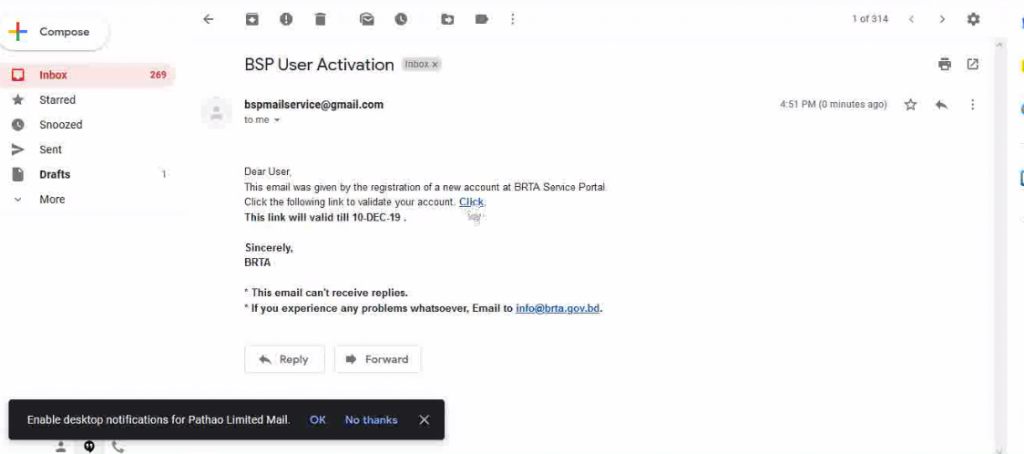 Compose
1 of 314
Inbox 269
Starred
Snoozed
Sent
Drafts 1
More
BSP User Activation Inbox x
bspmailservice@gmail.com 4:51 PM (0 minutes ago)
to me
Dear User,
This email was given by the registration of a new account at BRTA Service Portal
Click the following link to validate your account. Click.
This link will valid till 10-DEC-19 .
Sincerely,
BRTA
* This email can't receive replies.
* If you experience any problems whatsoever, Email to info@brta.gov.bd.
Reply Forward
Enable desktop notifications for Pathao Limited Mail. OK No thanks